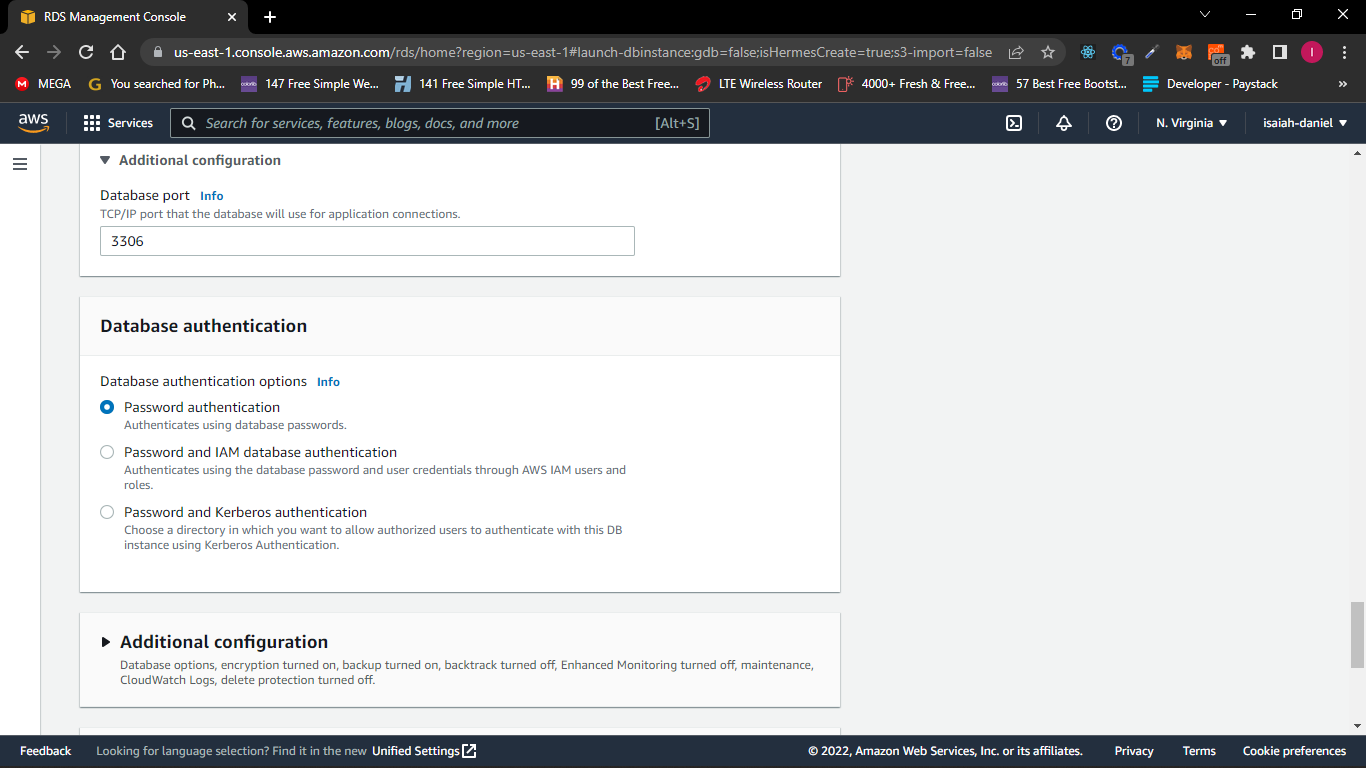 RDS Management Console
us-east-1.console.aws.amazon.com/rds/home?region=us-east-1#launch-dbinstance:gdb=false;isHermesCreate=true;s3-import=false
7
off
I
MEGA
You searched for Ph...
147 Free Simple We...
141 Free Simple HT...
99 of the Best Free...
LTE Wireless Router
4000+ Fresh & Free...
57 Best Free Bootst...
Developer - Paystack
»
aws
Services
Search for services, features, blogs, docs, and more
[Alt+S]
N. Virginia
isaiah-daniel
Additional configuration
Database port Info
TCP/IP port that the database will use for application connections.
3306
Database authentication
Database authentication options Info
Password authentication
Authenticates using database passwords.
Password and IAM database authentication
Authenticates using the database password and user credentials through AWS IAM users and
roles.
Password and Kerberos authentication
Choose a directory in which you want to allow authorized users to authenticate with this DB
instance using Kerberos Authentication.
Additional configuration
Database options, encryption turned on, backup turned on, backtrack turned off, Enhanced Monitoring turned off, maintenance,
CloudWatch Logs, delete protection turned off.
Feedback
Looking for language selection? Find it in the new Unified Settings
© 2022, Amazon Web Services, Inc. or its affiliates.
Privacy
Terms
Cookie preferences